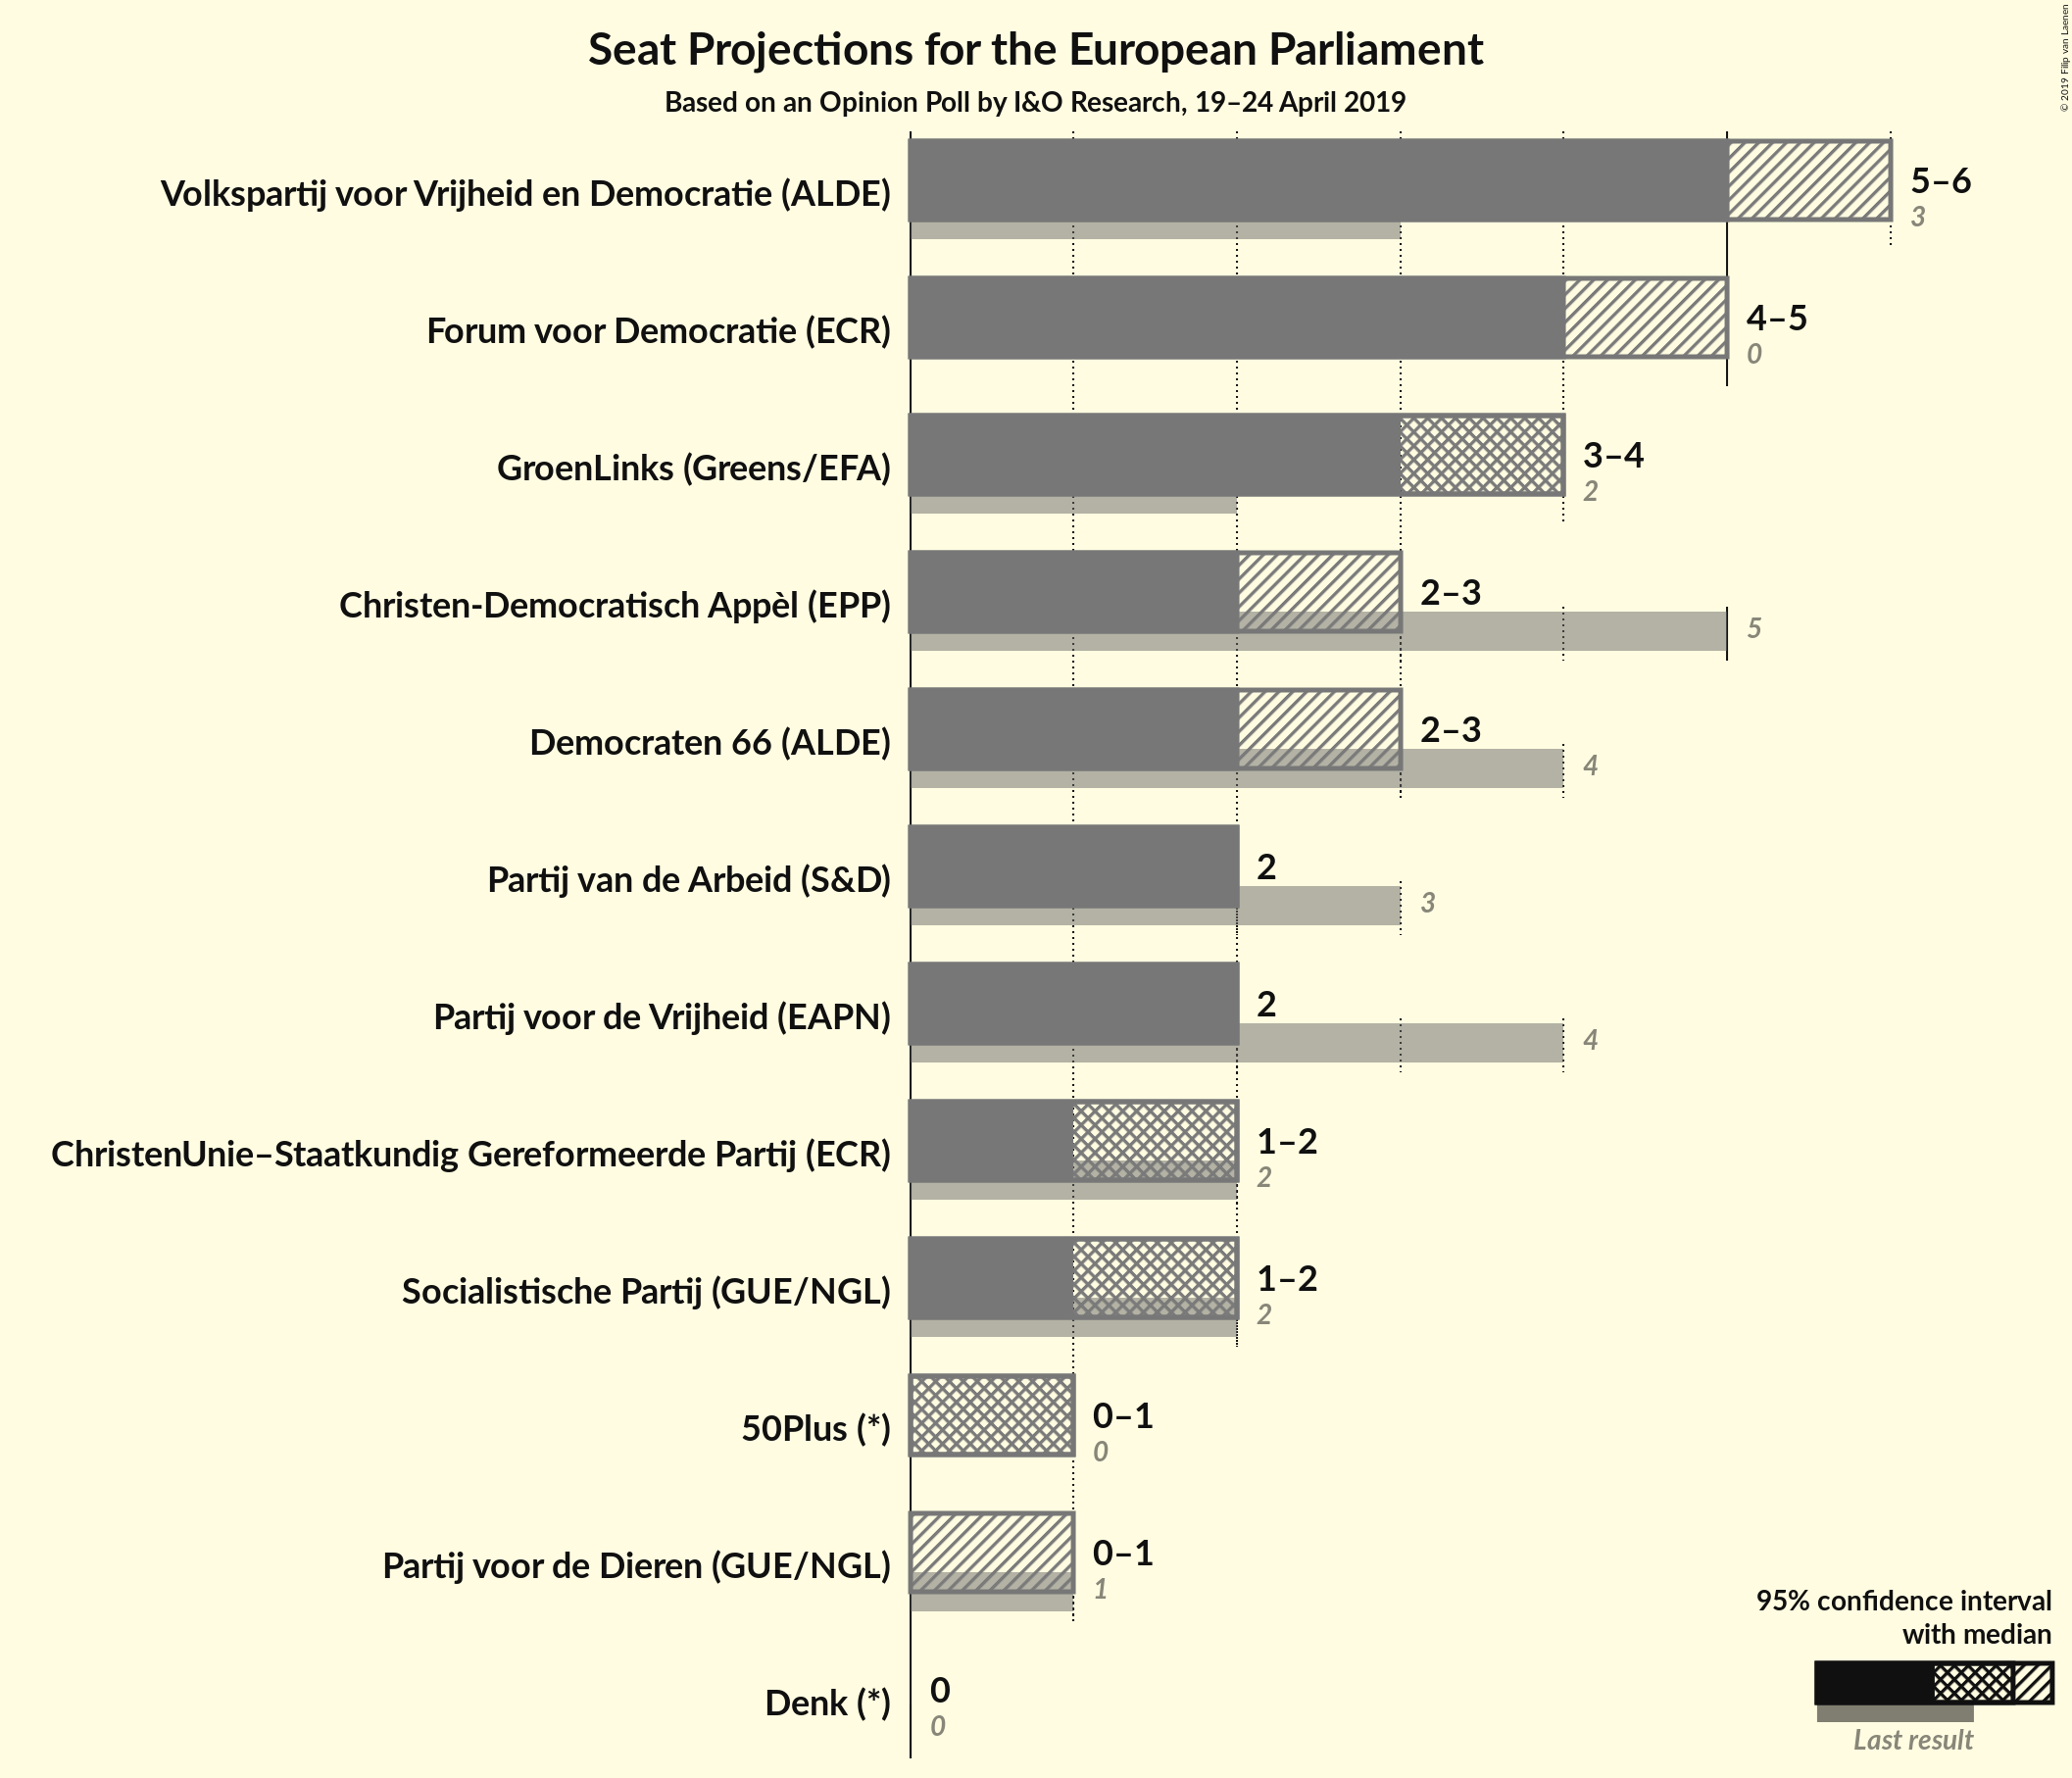 Seat Projections for the European Parliament
Based on an Opinion Poll by I&O Research, 19–24 April 2019
© 2019 Filip van Laenen
Volkspartij voor Vrijheid en Democratie (ALDE)
5–6
3
Forum voor Democratie (ECR)
4–5
0
GroenLinks (Greens/EFA)
3–4
2
Christen-Democratisch Appèl (EPP)
2–3
5
Democraten 66 (ALDE)
2–3
4
Partij van de Arbeid (S&D)
2
3
Partij voor de Vrijheid (EAPN)
2
4
ChristenUnie–Staatkundig Gereformeerde Partij (ECR)
1–2
2
Socialistische Partij (GUE/NGL)
1–2
2
50Plus (*)
0–1
0
Partij voor de Dieren (GUE/NGL)
0–1
1
Denk (*)
0
0
95% confidence interval
with median
Last result